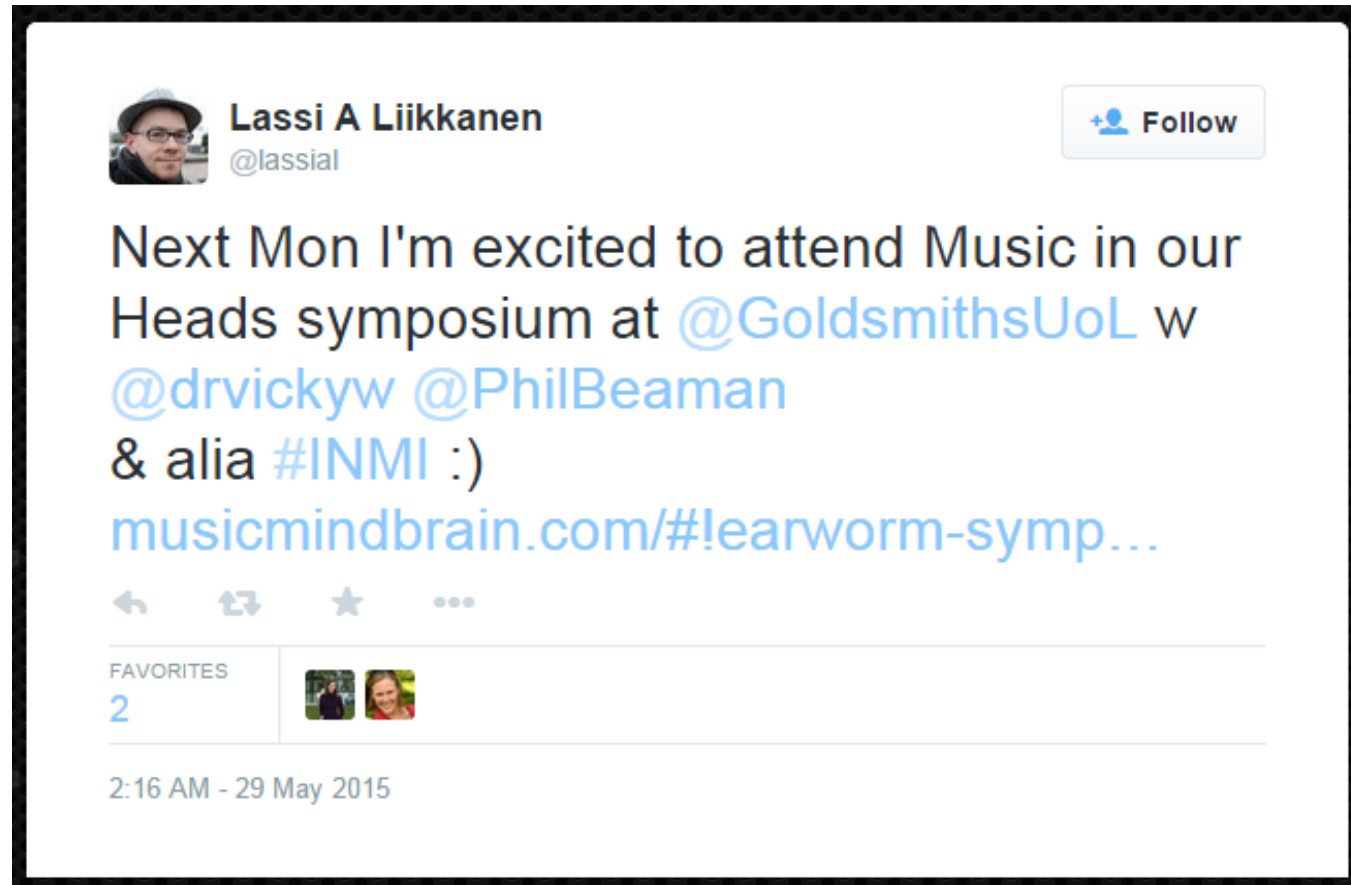 Lassi A Liikkanen
@lassial
Follow
Next Mon I'm excited to attend Music in our
Heads symposium at @GoldsmithsUoL w
@drvickyw @PhilBeaman
& alia #INMI :)
musicmindbrain.com/#!earworm-symp...
FAVORITES
2
2:16 AM - 29 May 2015